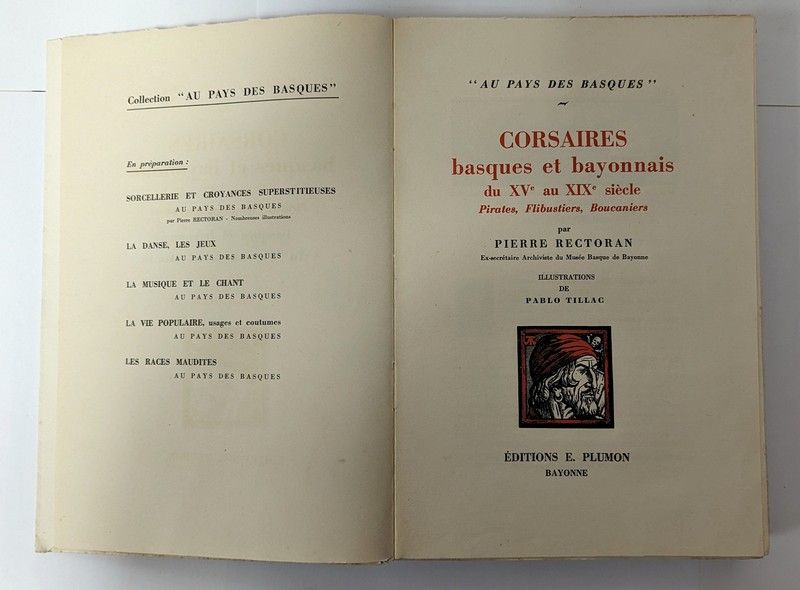 Collection "AU PAYS DES BASQUES"
En préparation :
SORCELLERIE ET CROYANCES SUPERSTITIEUSES
AU PAYS DES BASQUES
par Pierre RECTORAN - Nombreuses illustrations
LA DANSE, LES JEUX
AU PAYS DES BASQUES
LA MUSIQUE ET LE CHANT
AU PAYS DES BASQUES
LA VIE POPULAIRE, usages et coutumes
AU PAYS DES BASQUES
LES RACES MAUDITES
AU PAYS DES BASQUES
"AU PAYS DES BASQUES"
CORSAIRES
basques et bayonnais
du XVe au XIXe siècle
Pirates, Flibustiers, Boucaniers
par
PIERRE RECTORAN
Ex-secrétaire Archiviste du Musée Basque de Bayonne
ILLUSTRATIONS
DE
PABLO TILLAC
ÉDITIONS E. PLUMON
BAYONNE